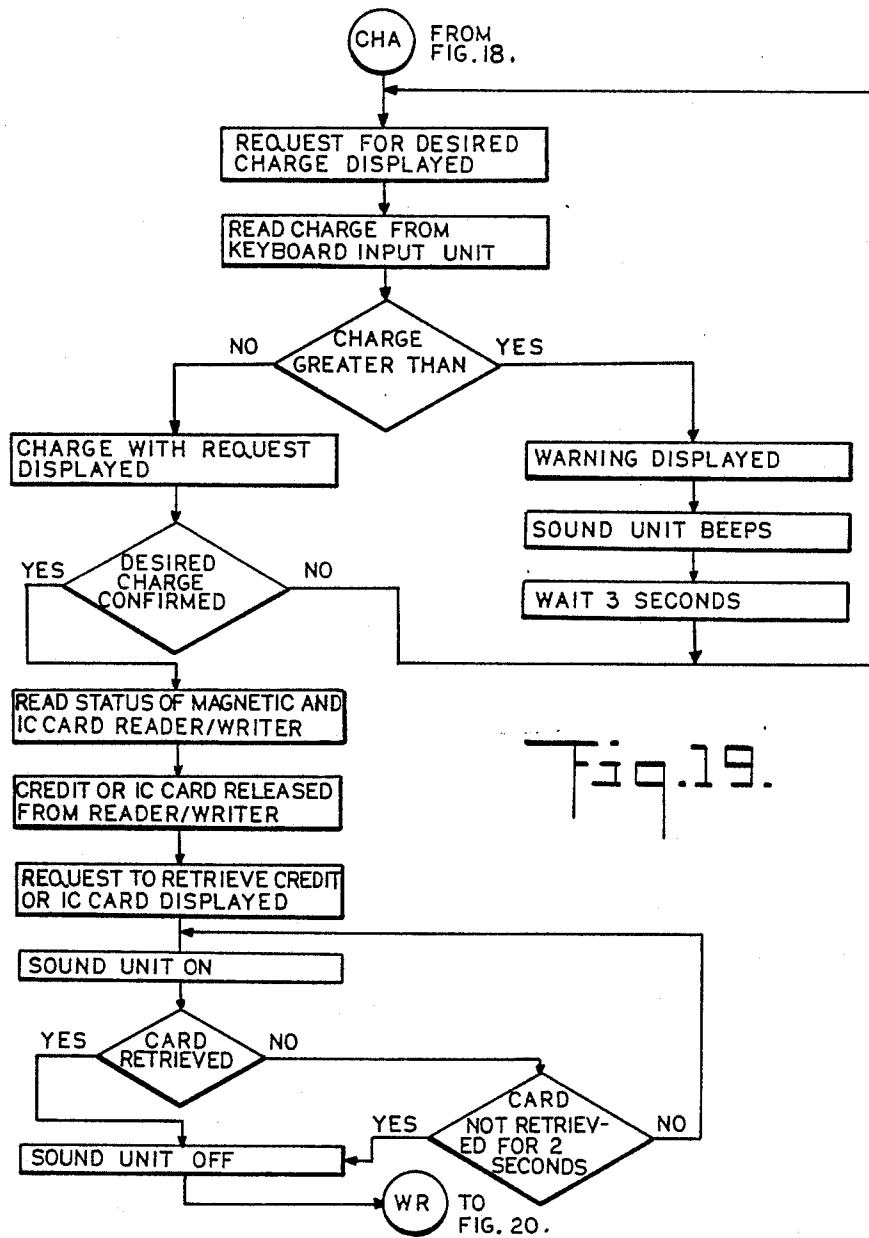 CHA
FROM
FIG.18.
REQUEST FOR DESIRED
CHARGE DISPLAYED
READ CHARGE FROM
KEYBOARD INPUT UNIT
CHARGE
GREATER THAN
NO
YES
CHARGE WITH REQUEST
DISPLAYED
WARNING DISPLAYED
SOUND UNIT BEEPS
WAIT 3 SECONDS
DESIRED
CHARGE
CONFIRMED
YES
NO
READ STATUS OF MAGNETIC AND
IC CARD READER/WRITER
Fig.19.
CREDIT OR IC CARD RELEASED
FROM READER/WRITER
REQUEST TO RETRIEVE CREDIT
OR IC CARD DISPLAYED
SOUND UNIT ON
YES
CARD
RETRIEVED
NO
CARD
NOT RETRIEV-
ED FOR 2
SECONDS
YES
NO
SOUND UNIT OFF
WR
TO
FIG. 20.